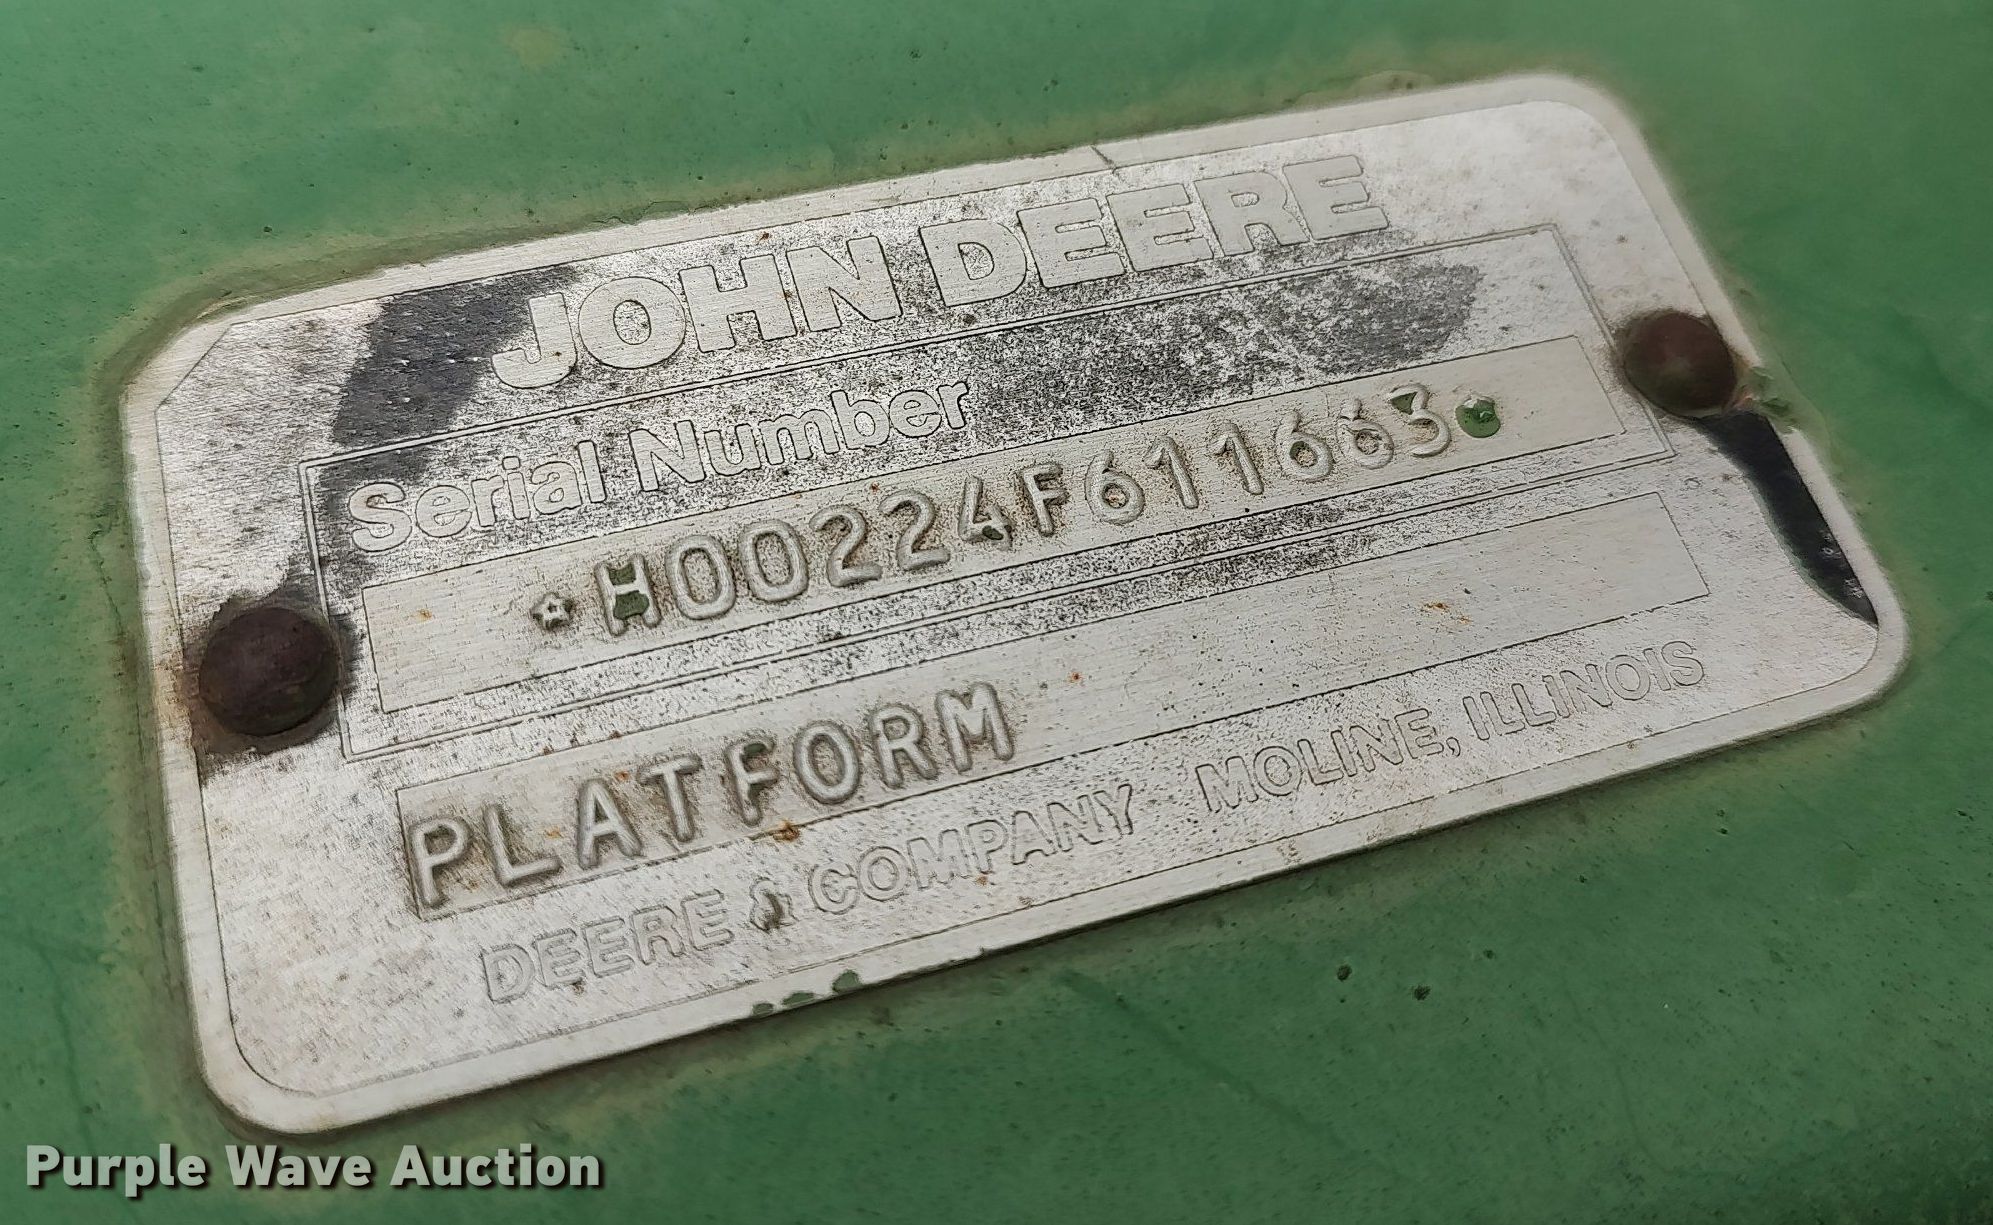 JOHN DEERE
Serial Number
*H00224F611663*
PLATFORM
DEERE & COMPANY MOLINE, ILLINOIS
Purple Wave Auction